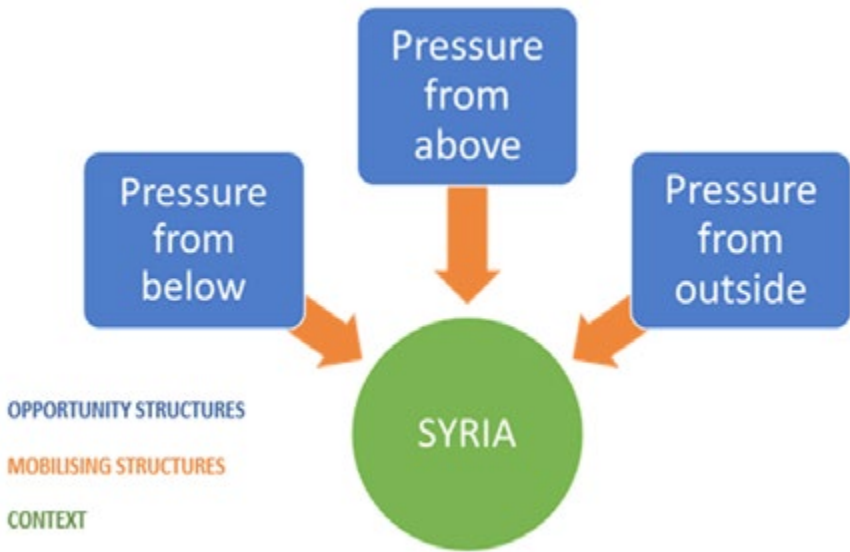 Pressure
from
above
Pressure
from
below
Pressure
from
outside
SYRIA
OPPORTUNITY STRUCTURES
MOBILISING STRUCTURES
CONTEXT